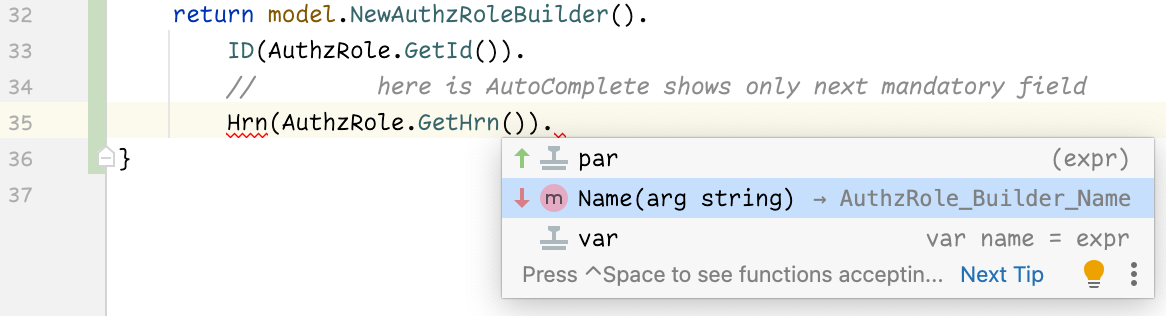 32 return model.NewAuthzRoleBuilder().
33 ID(AuthzRole.GetId()).
34 // here is AutoComplete shows only next mandatory field
35 Hrn(AuthzRole.GetHrn()).
36 }
37
par (expr)
m Name(arg string) → AuthzRole_Builder_Name
var var name = expr
Press ^Space to see functions acceptin... Next Tip